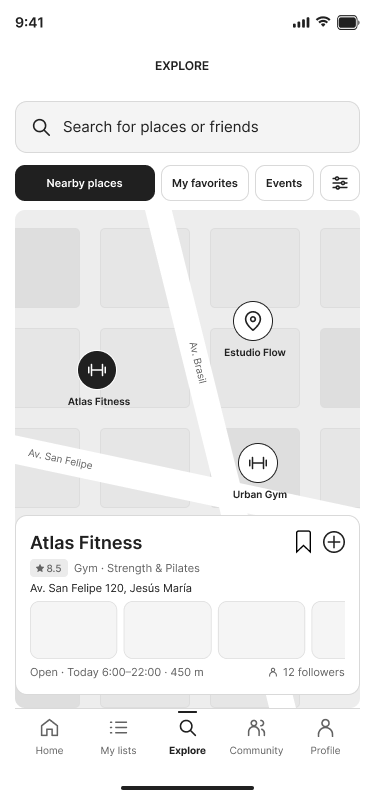 9:41
EXPLORE
Search for places or friends
Nearby places
My favorites
Events
Av. Brasil
Estudio Flow
Atlas Fitness
Av. San Felipe
Urban Gym
Atlas Fitness
8.5 Gym · Strength & Pilates
Av. San Felipe 120, Jesús María
Open · Today 6:00–22:00 · 450 m
12 followers
Home
My lists
Explore
Community
Profile